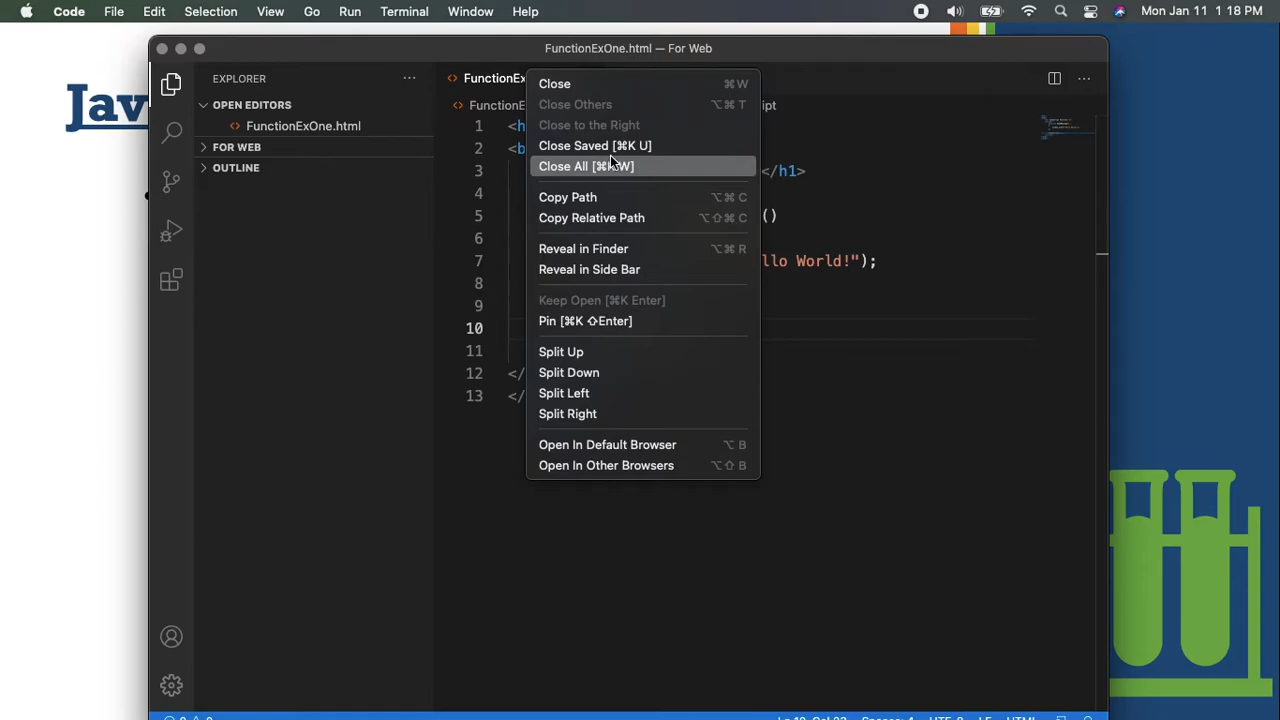 Code File Edit Selection View Go Run Terminal Window Help Mon Jan 11 1:18 PM
FunctionExOne.html — For Web
Jav
EXPLORER
OPEN EDITORS
FunctionExOne.html
FOR WEB
OUTLINE
FunctionEx
FunctionE ipt
1 <h
2 <b
3 </h1>
4
5 ()
6
7 llo World!");
8
9
10
11
12 </
13 </
Close ⌘W
Close Others ⌥⌘T
Close to the Right
Close Saved [⌘K U]
Close All [⌘K W]
Copy Path ⌥⌘C
Copy Relative Path ⌥⇧⌘C
Reveal in Finder ⌥⌘R
Reveal in Side Bar
Keep Open [⌘K Enter]
Pin [⌘K ⇧Enter]
Split Up
Split Down
Split Left
Split Right
Open In Default Browser ⌥B
Open In Other Browsers ⌥⇧B